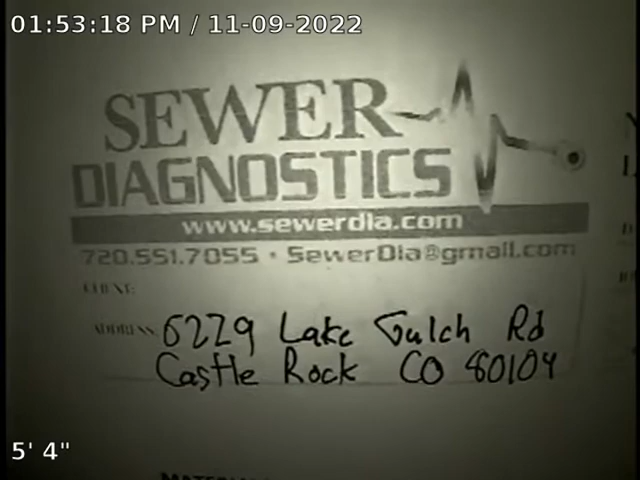 01:53:18 PM / 11-09-2022
SEWER
DIAGNOSTICS
www.sewerdia.com
720.551.7055 • SewerDia@gmail.com
CLIENT:
ADDRESS: 6229 Lake Gulch Rd
Castle Rock CO 80104
5' 4"